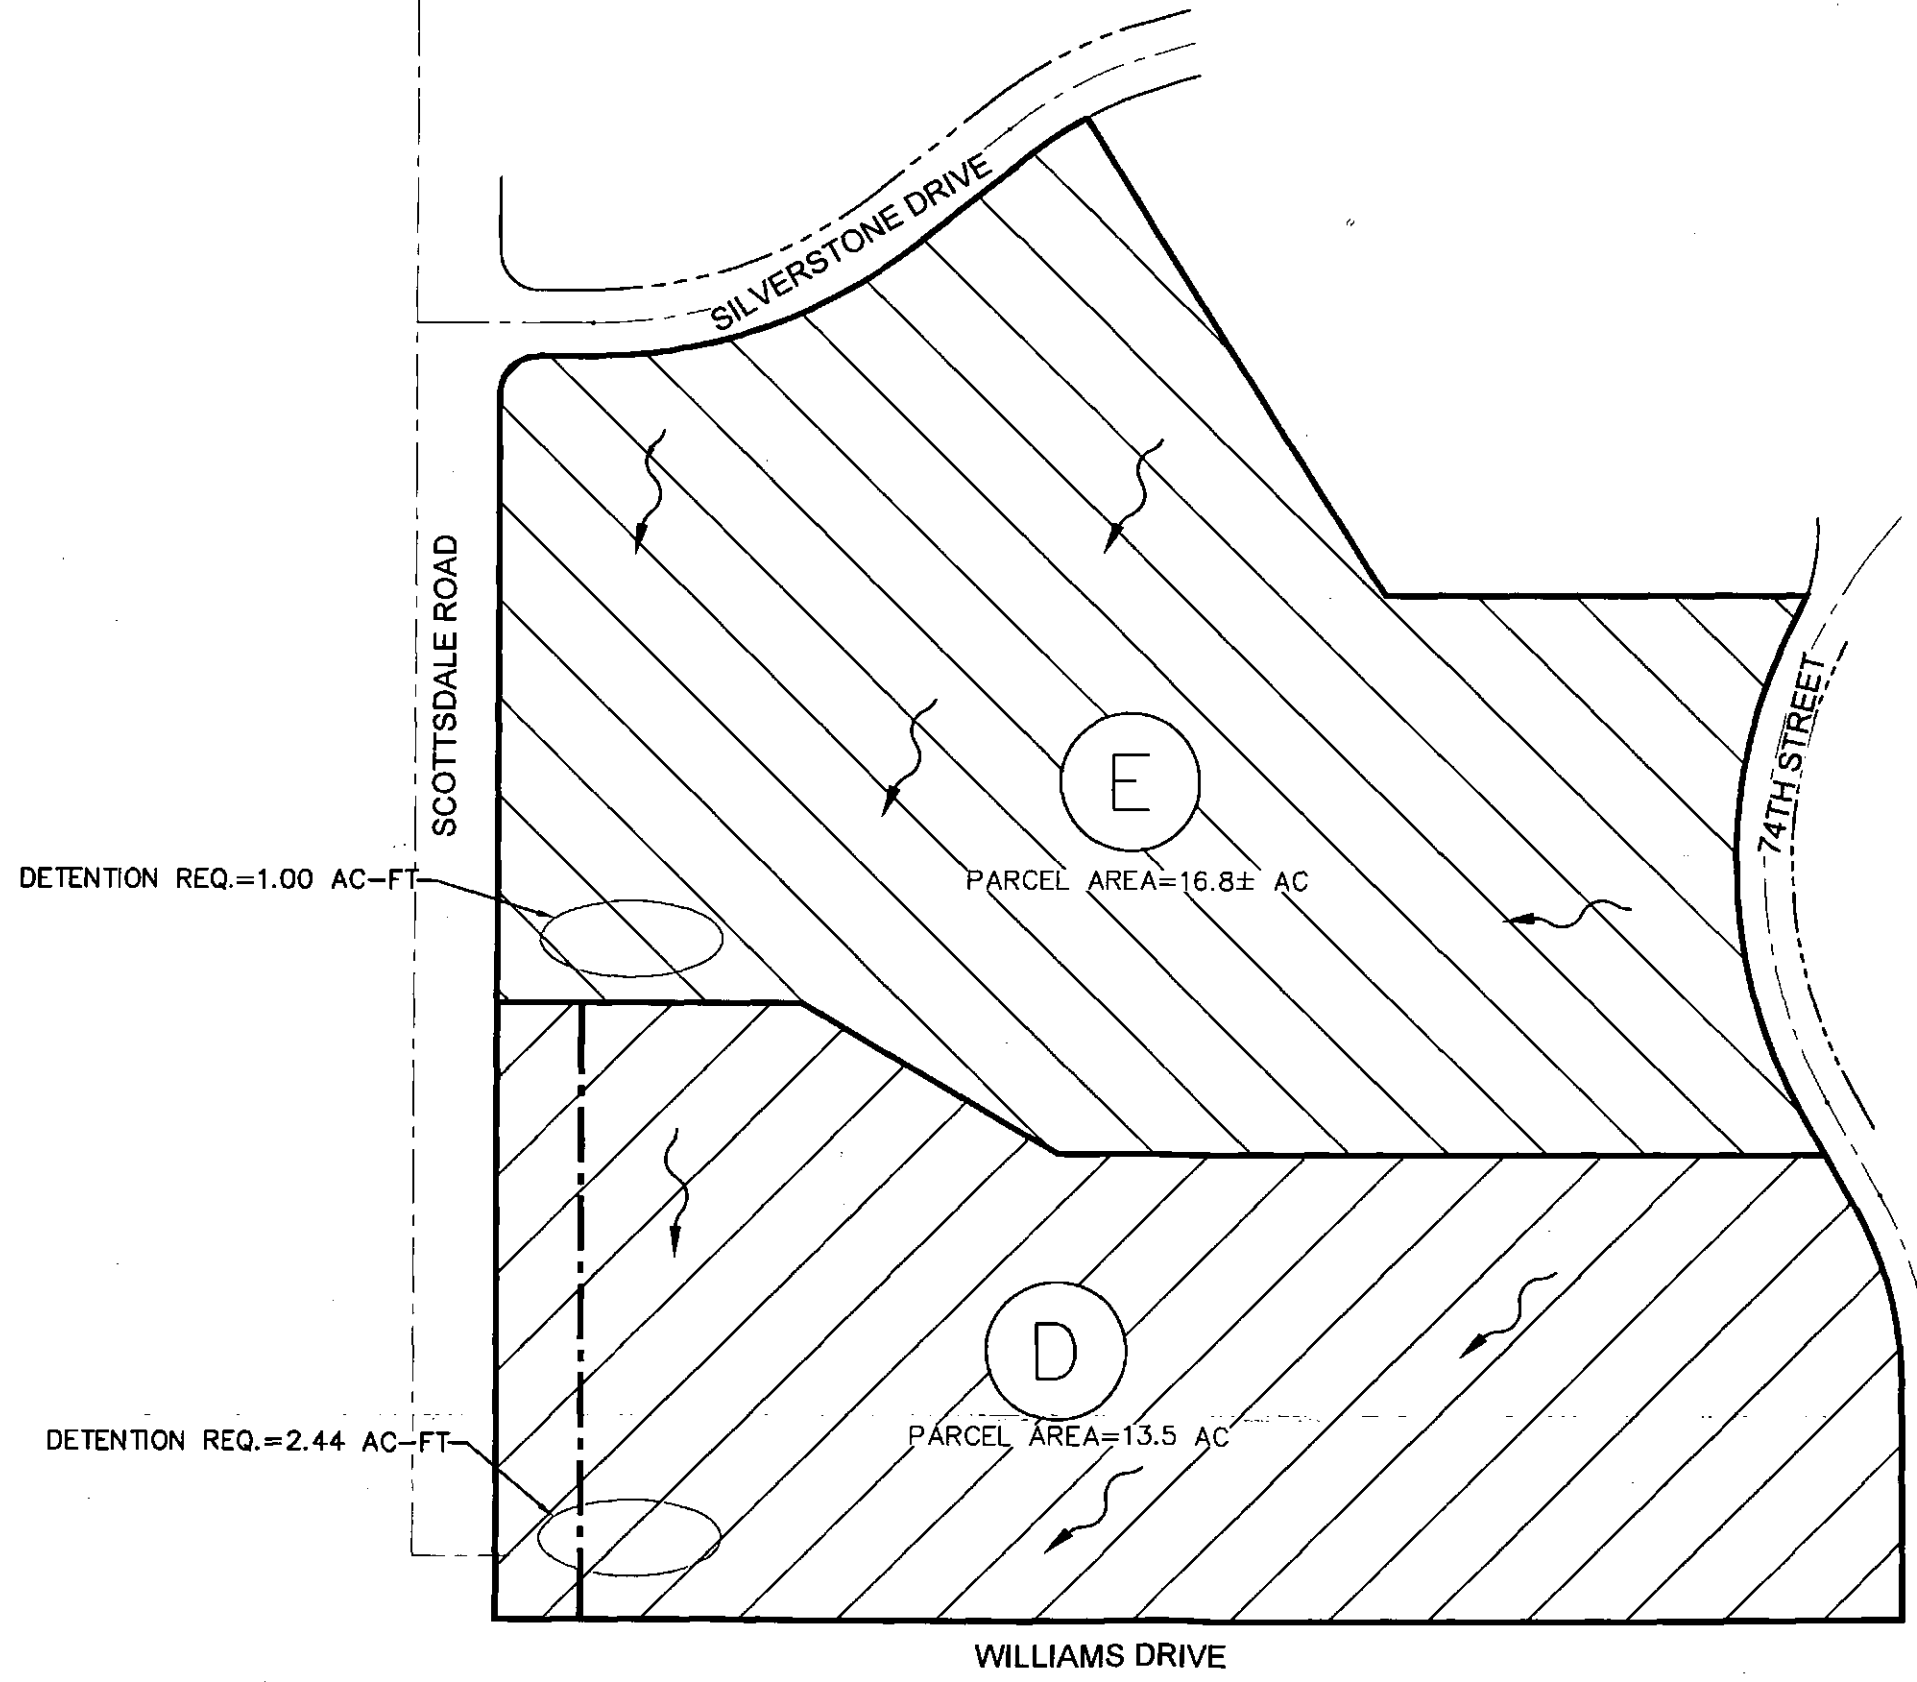 SILVERSTONE DRIVE
SCOTTSDALE ROAD
74TH STREET
E
PARCEL AREA=16.8± AC
DETENTION REQ.=1.00 AC-FT
D
PARCEL AREA=13.5 AC
DETENTION REQ.=2.44 AC-FT
WILLIAMS DRIVE